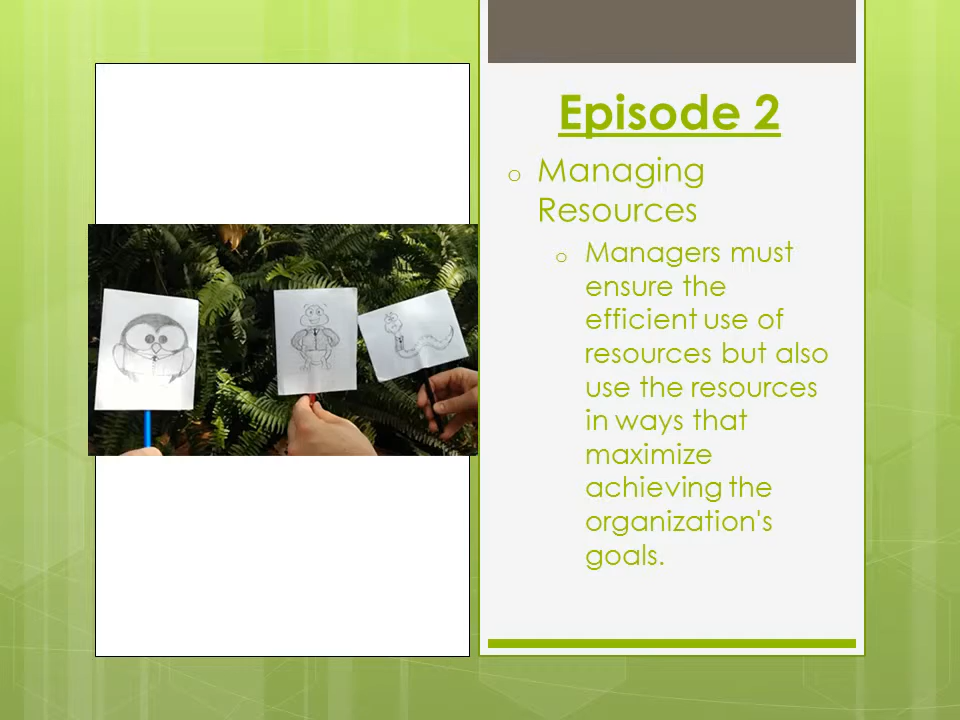 Episode 2
o Managing
Resources
o Managers must
ensure the
efficient use of
resources but also
use the resources
in ways that
maximize
achieving the
organization's
goals.